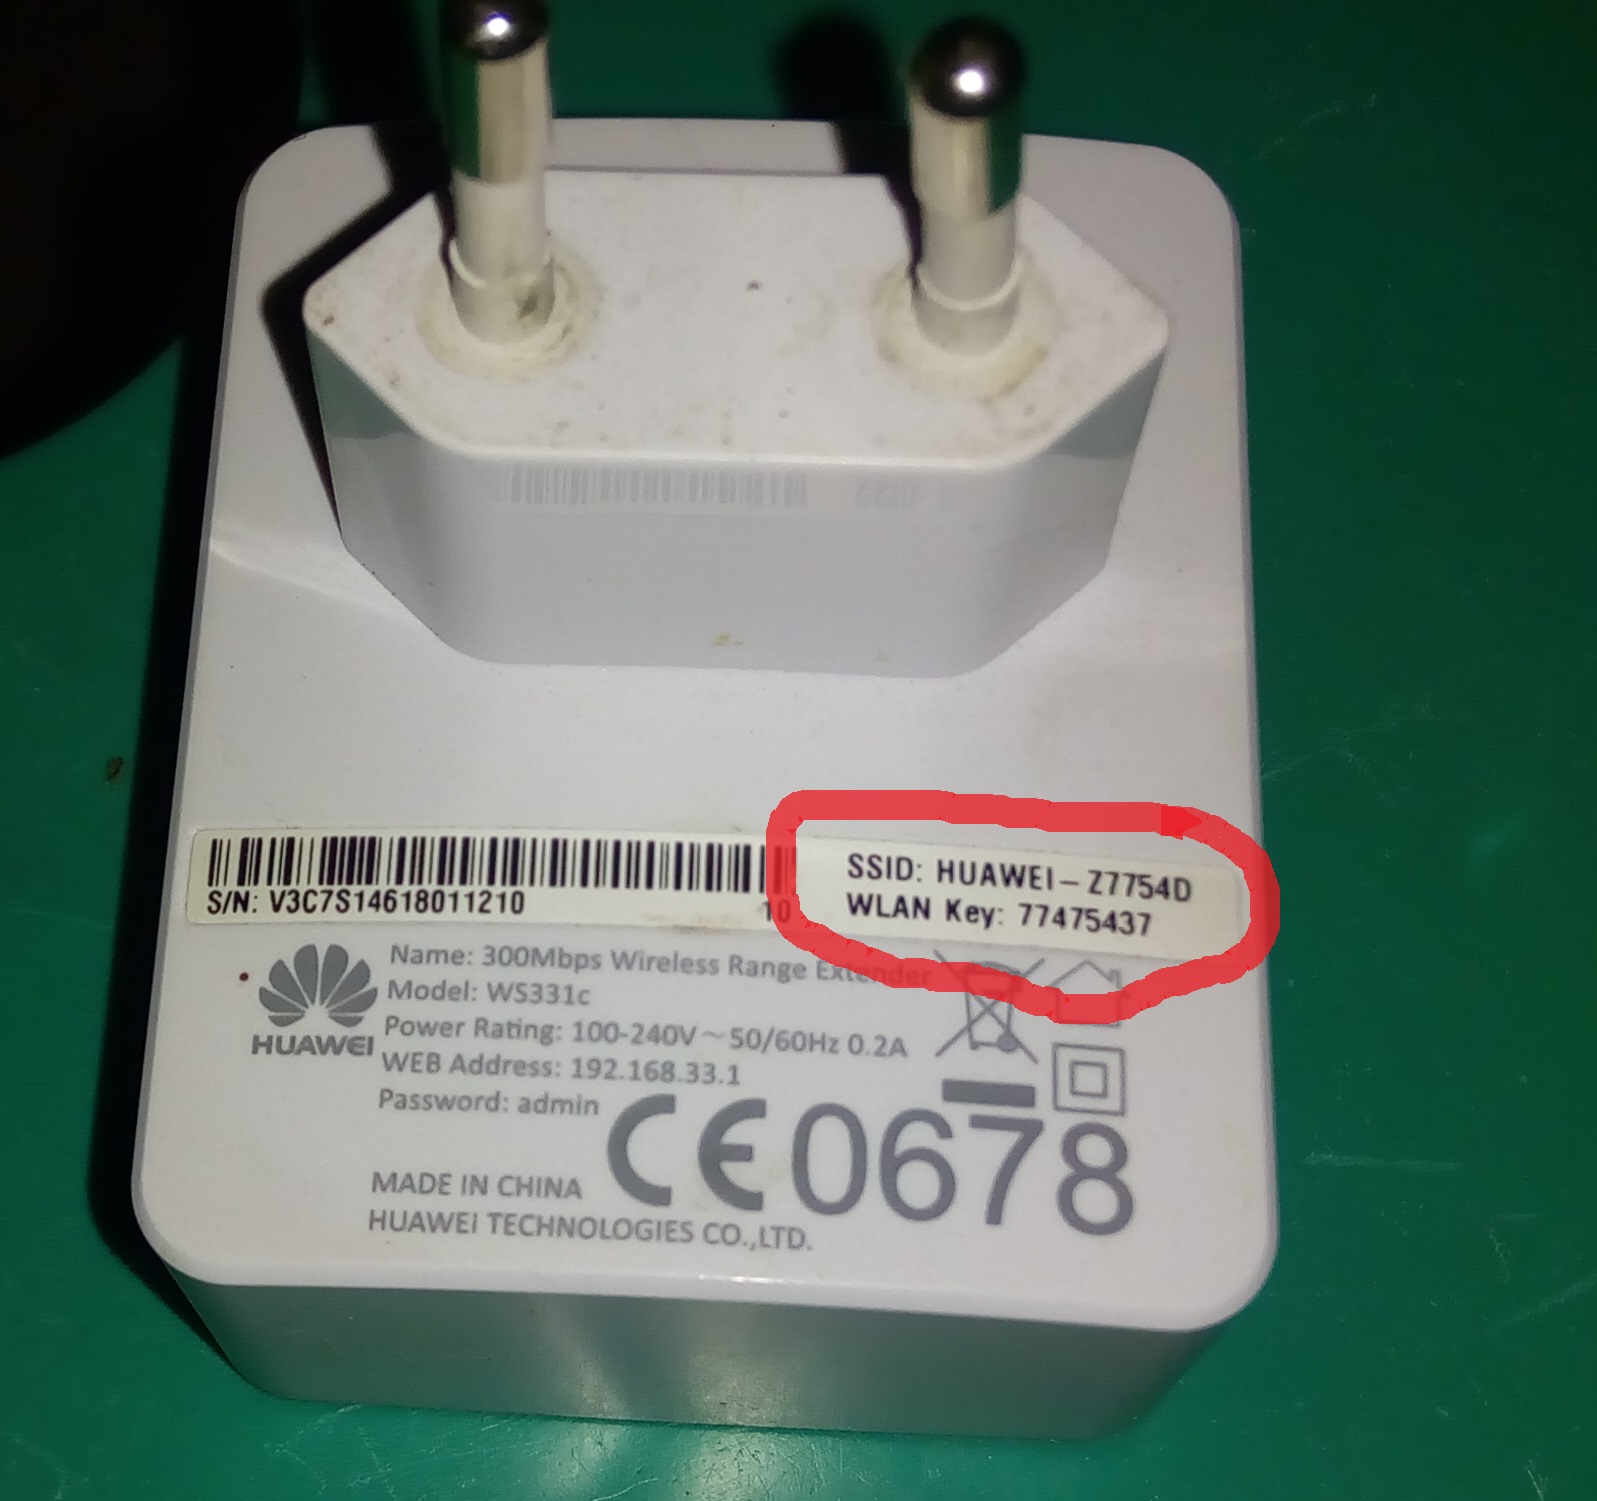 SSID: HUAWEI-Z7754D
WLAN Key: 77475437
S/N: V3C7S14618011210
10
Name: 300Mbps Wireless Range Extender
Model: WS331c
Power Rating: 100-240V~50/60Hz 0.2A
WEB Address: 192.168.33.1
Password: admin
HUAWEI
CE0678
MADE IN CHINA
HUAWEI TECHNOLOGIES CO.,LTD.